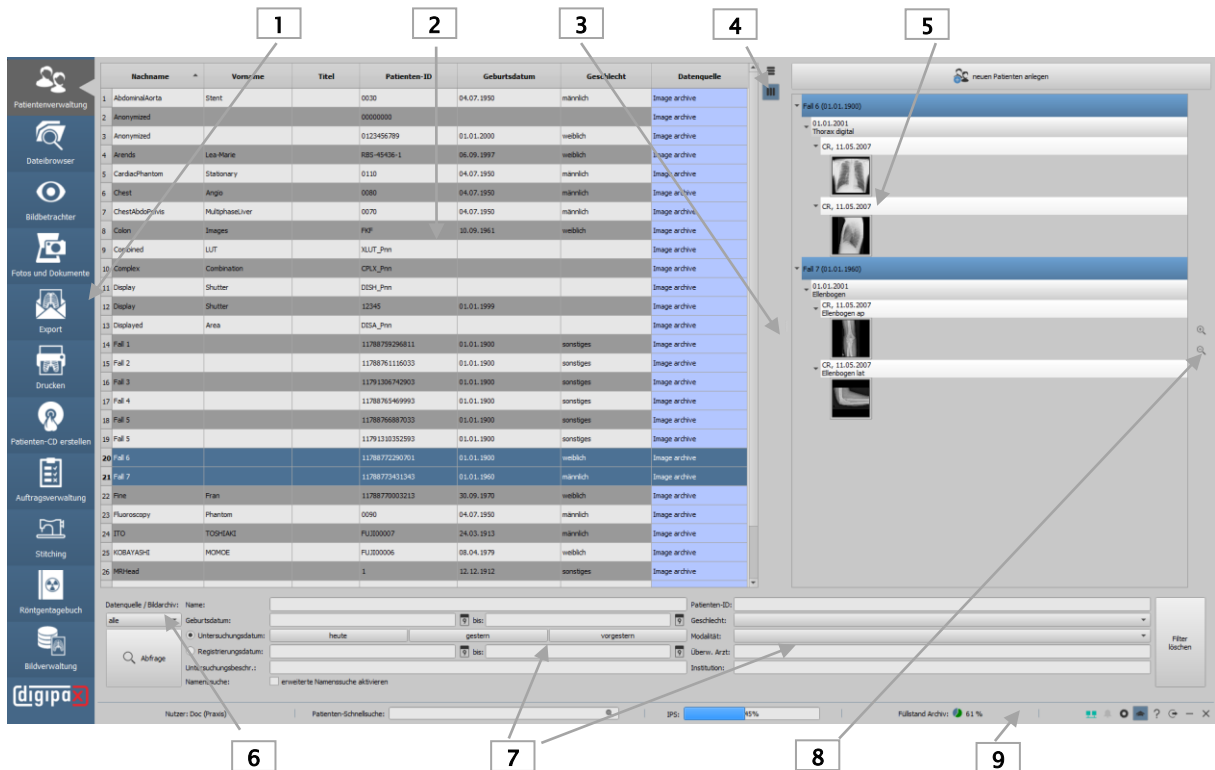 1 2 3 4 5
Patientenverwaltung
Dateibrowser
Bildbetrachter
Fotos und Dokumente
Export
Drucken
Patienten-CD erstellen
Auftragsverwaltung
Stitching
Röntgentagebuch
Bildverwaltung
digipax
Nachname Vorname Titel Patienten-ID Geburtsdatum Geschlecht Datenquelle
1 AbdominalAorta Stent 0030 04.07.1950 männlich Image archive
2 Anonymized 00000000 Image archive
3 Anonymized 0123456789 01.01.2000 weiblich Image archive
4 Arends Lea-Marie RBS-45436-1 06.09.1997 weiblich Image archive
5 CardiacPhantom Stationary 0110 04.07.1950 männlich Image archive
6 Chest Angio 0080 04.07.1950 männlich Image archive
7 ChestAbdoPelvis MultiphaseLiver 0070 04.07.1950 männlich Image archive
8 Colon Images FKF 10.09.1961 weiblich Image archive
9 Combined LUT XLUT_Pnn Image archive
10 Complex Combination CPLX_Pnn Image archive
11 Display Shutter DISH_Pnn Image archive
12 Display Shutter 12345 01.01.1999 Image archive
13 Displayed Area DISA_Pnn Image archive
14 Fall 1 11788759296811 01.01.1900 sonstiges Image archive
15 Fall 2 11788761116033 01.01.1900 sonstiges Image archive
16 Fall 3 11791306742903 01.01.1900 sonstiges Image archive
17 Fall 4 11788765469993 01.01.1900 sonstiges Image archive
18 Fall 5 11788766887033 01.01.1900 sonstiges Image archive
19 Fall 5 11791310352593 01.01.1900 sonstiges Image archive
20 Fall 6 11788772290701 01.01.1900 weiblich Image archive
21 Fall 7 11788773431343 01.01.1960 männlich Image archive
22 Fine Fran 11788770003213 30.09.1970 weiblich Image archive
23 Fluoroscopy Phantom 0090 04.07.1950 männlich Image archive
24 ITO TOSHIAKI FUJI00007 24.03.1913 männlich Image archive
25 KOBAYASHI MOMOE FUJI00006 08.04.1979 weiblich Image archive
26 MRHead 1 12.12.1912 sonstiges Image archive
neuen Patienten anlegen
Fall 6 (01.01.1900)
01.01.2001
Thorax digital
CR, 11.05.2007
CR, 11.05.2007
Fall 7 (01.01.1960)
01.01.2001
Ellenbogen
CR, 11.05.2007
Ellenbogen ap
CR, 11.05.2007
Ellenbogen lat
Datenquelle / Bildarchiv: Name: Patienten-ID:
alle Geburtsdatum: bis: Geschlecht:
Untersuchungsdatum: heute gestern vorgestern Modalität:
Abfrage Registrierungsdatum: bis: Überw. Arzt:
Untersuchungsbeschr.: Institution:
Namenssuche: erweiterte Namenssuche aktivieren
Filter
löschen
Nutzer: Doc (Praxis) Patienten-Schnellsuche: IPS: 45% Füllstand Archiv: 61 %
6 7 8 9